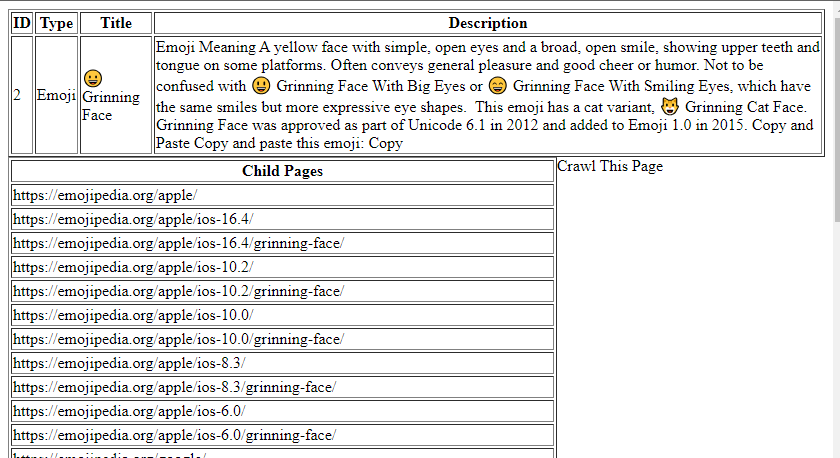 ID Type Title Description
2 Emoji 😀 Grinning Face
Emoji Meaning A yellow face with simple, open eyes and a broad, open smile, showing upper teeth and
tongue on some platforms. Often conveys general pleasure and good cheer or humor. Not to be
confused with 😃 Grinning Face With Big Eyes or 😄 Grinning Face With Smiling Eyes, which have
the same smiles but more expressive eye shapes.  This emoji has a cat variant, 😺 Grinning Cat Face.
Grinning Face was approved as part of Unicode 6.1 in 2012 and added to Emoji 1.0 in 2015. Copy and
Paste Copy and paste this emoji: Copy
Child Pages
Crawl This Page
https://emojipedia.org/apple/
https://emojipedia.org/apple/ios-16.4/
https://emojipedia.org/apple/ios-16.4/grinning-face/
https://emojipedia.org/apple/ios-10.2/
https://emojipedia.org/apple/ios-10.2/grinning-face/
https://emojipedia.org/apple/ios-10.0/
https://emojipedia.org/apple/ios-10.0/grinning-face/
https://emojipedia.org/apple/ios-8.3/
https://emojipedia.org/apple/ios-8.3/grinning-face/
https://emojipedia.org/apple/ios-6.0/
https://emojipedia.org/apple/ios-6.0/grinning-face/